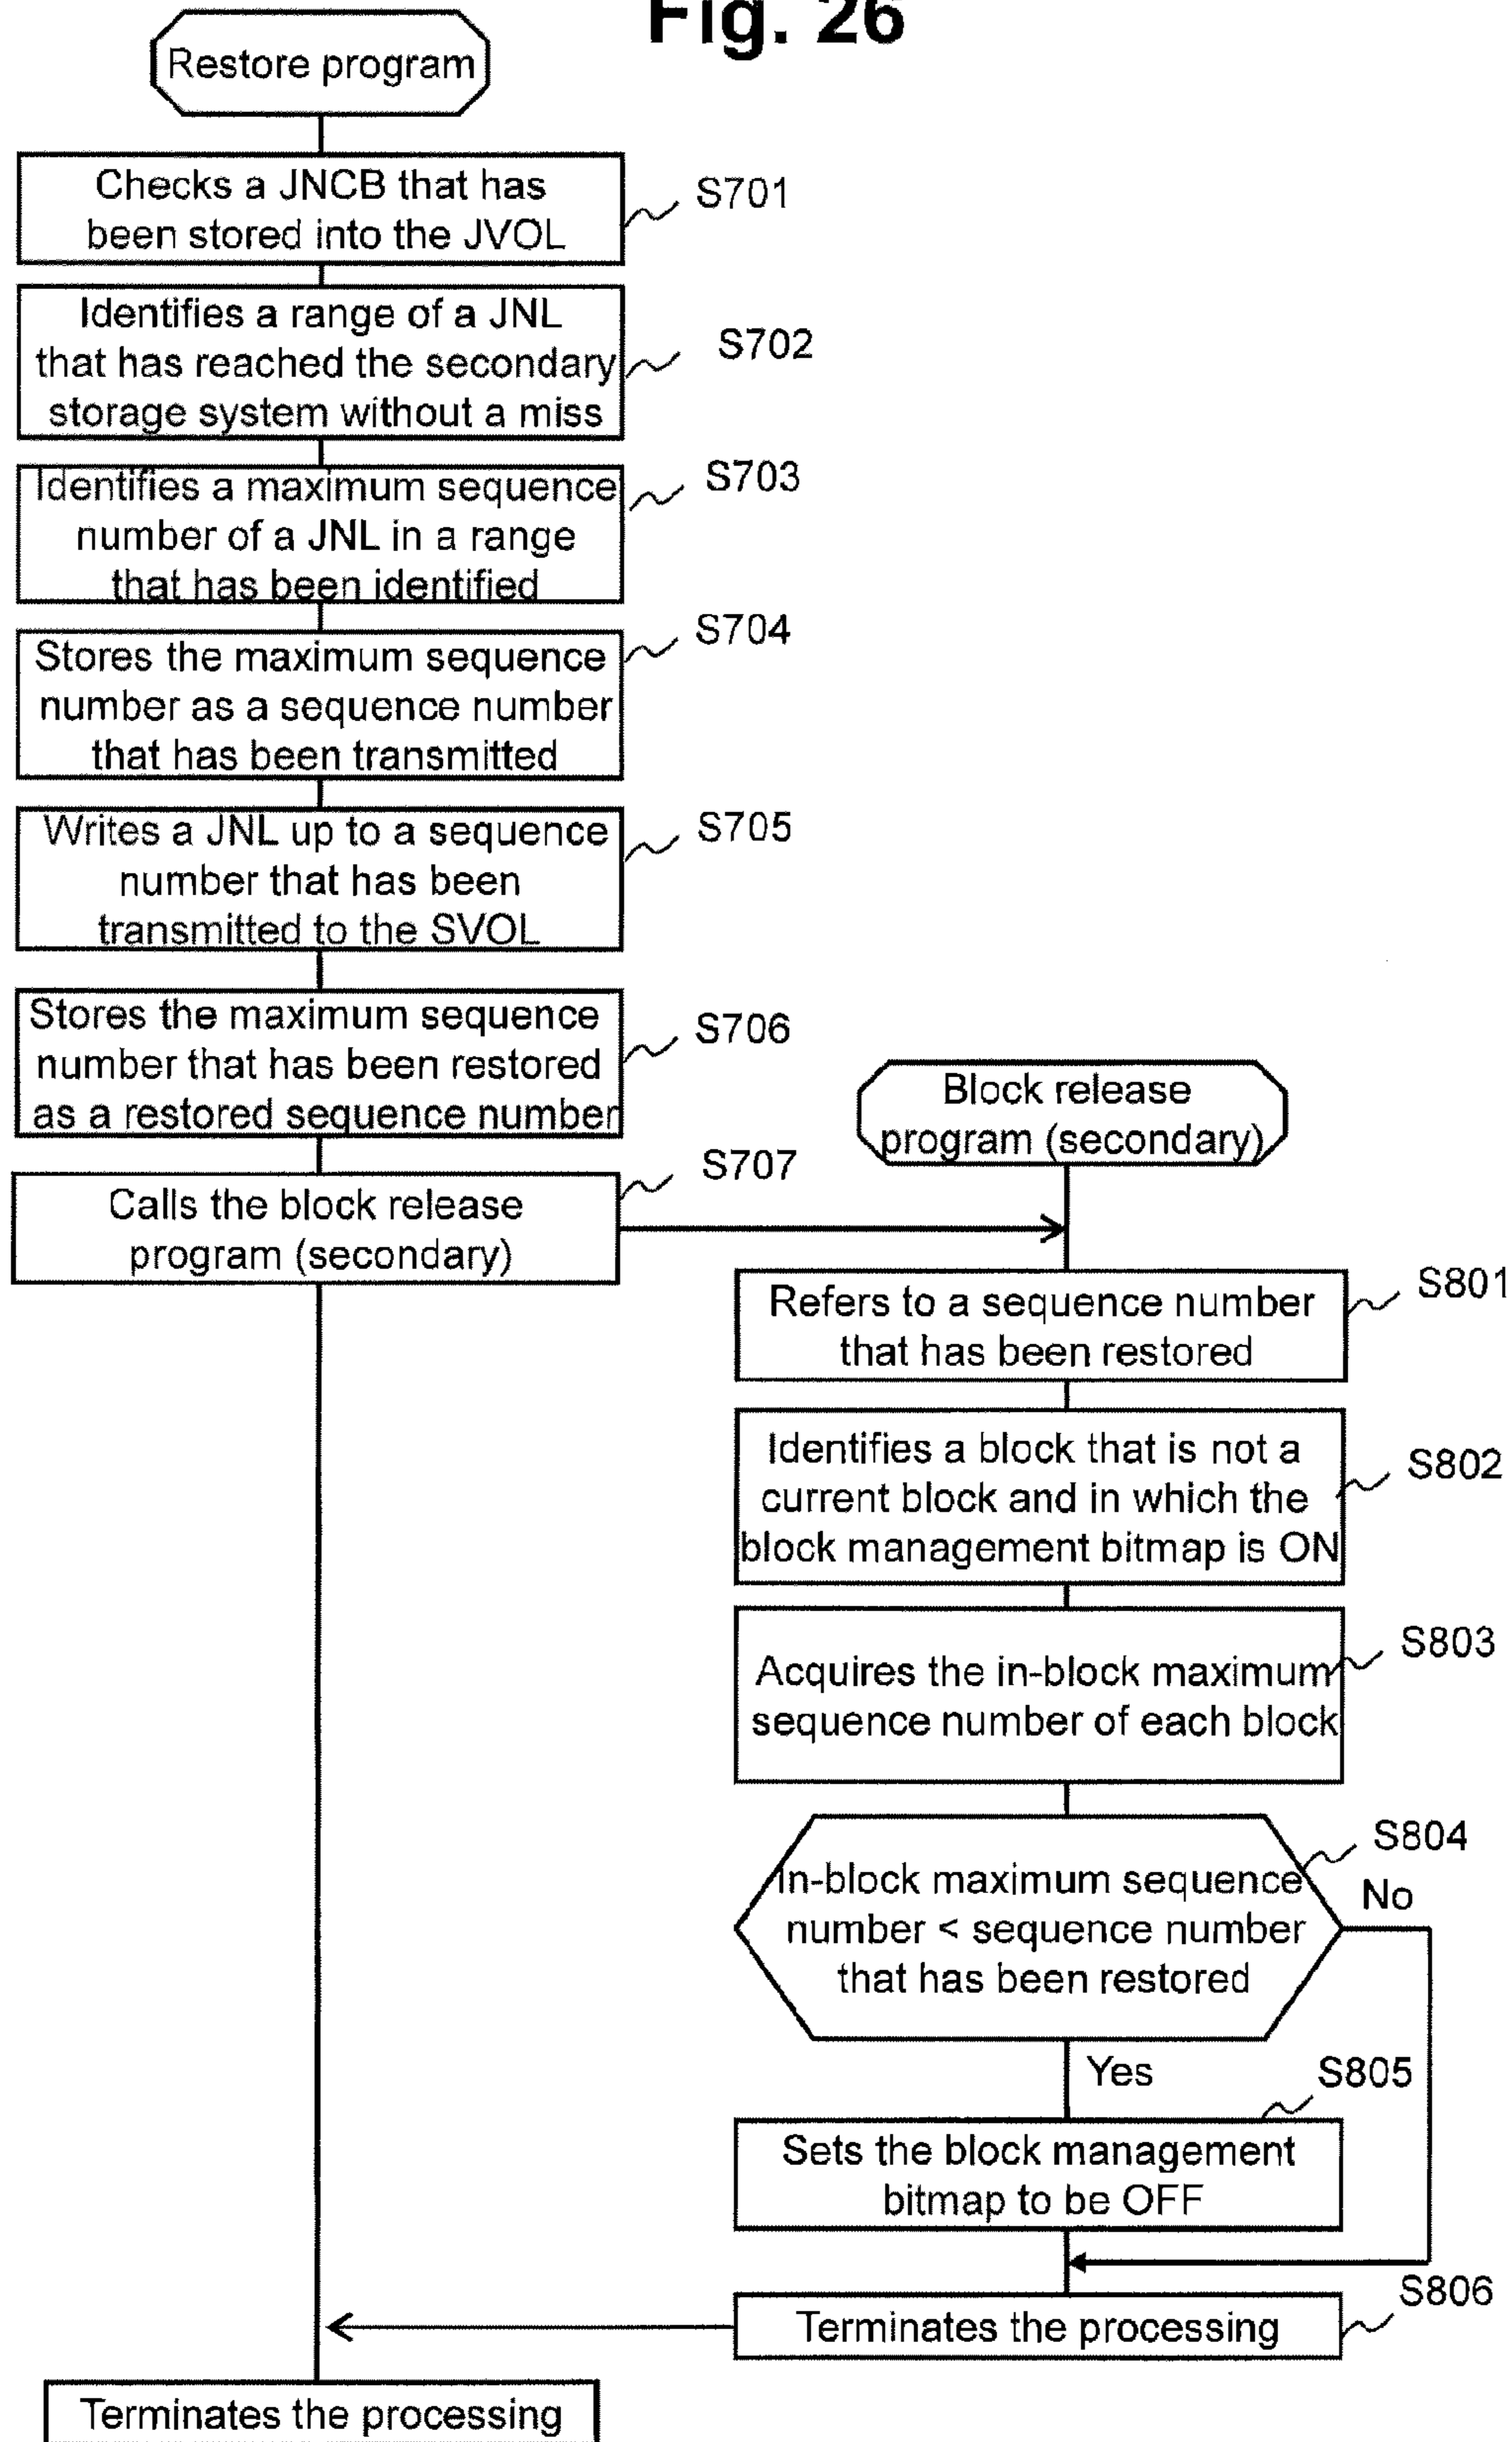 Fig. 26
Restore program
Checks a JNCB that has
been stored into the JVOL
S701
Identifies a range of a JNL
that has reached the secondary
storage system without a miss
S702
Identifies a maximum sequence
number of a JNL in a range
that has been identified
S703
Stores the maximum sequence
number as a sequence number
that has been transmitted
S704
Writes a JNL up to a sequence
number that has been
transmitted to the SVOL
S705
Stores the maximum sequence
number that has been restored
as a restored sequence number
S706
Calls the block release
program (secondary)
S707
Block release
program (secondary)
Refers to a sequence number
that has been restored
S801
Identifies a block that is not a
current block and in which the
block management bitmap is ON
S802
Acquires the in-block maximum
sequence number of each block
S803
In-block maximum sequence
number < sequence number
that has been restored
S804
No
Yes
Sets the block management
bitmap to be OFF
S805
Terminates the processing
S806
Terminates the processing